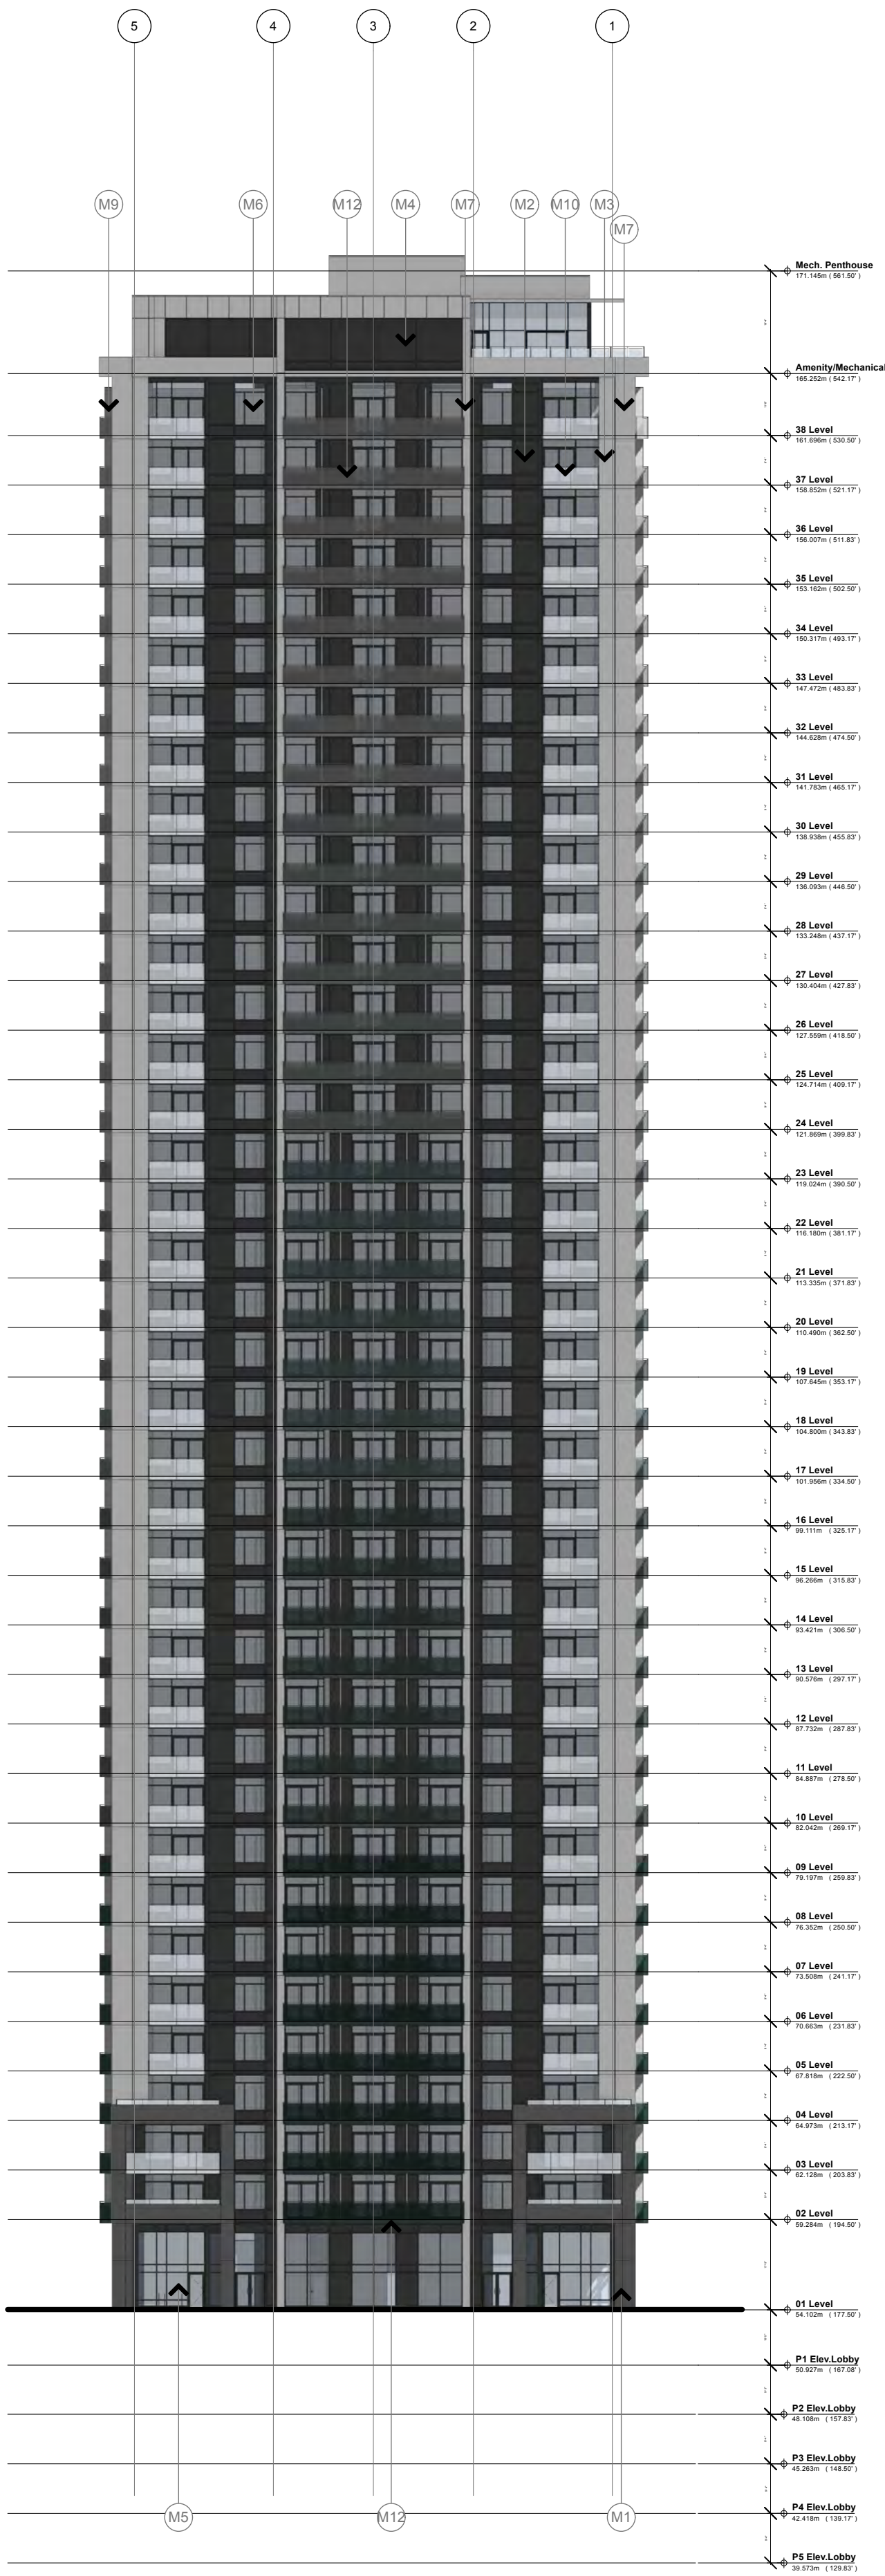 5 4 3 2 1
M9 M6 M12 M4 M7 M2 M10 M3
M7
Mech. Penthouse
171.145m ( 561.50' )
Amenity/Mechanical
165.252m ( 542.17' )
38 Level
161.696m ( 530.50' )
37 Level
158.852m ( 521.17' )
36 Level
156.007m ( 511.83' )
35 Level
153.162m ( 502.50' )
34 Level
150.317m ( 493.17' )
33 Level
147.472m ( 483.83' )
32 Level
144.628m ( 474.50' )
31 Level
141.783m ( 465.17' )
30 Level
138.938m ( 455.83' )
29 Level
136.093m ( 446.50' )
28 Level
133.248m ( 437.17' )
27 Level
130.404m ( 427.83' )
26 Level
127.559m ( 418.50' )
25 Level
124.714m ( 409.17' )
24 Level
121.869m ( 399.83' )
23 Level
119.024m ( 390.50' )
22 Level
116.180m ( 381.17' )
21 Level
113.335m ( 371.83' )
20 Level
110.490m ( 362.50' )
19 Level
107.645m ( 353.17' )
18 Level
104.800m ( 343.83' )
17 Level
101.956m ( 334.50' )
16 Level
99.111m ( 325.17' )
15 Level
96.266m ( 315.83' )
14 Level
93.421m ( 306.50' )
13 Level
90.576m ( 297.17' )
12 Level
87.732m ( 287.83' )
11 Level
84.887m ( 278.50' )
10 Level
82.042m ( 269.17' )
09 Level
79.197m ( 259.83' )
08 Level
76.352m ( 250.50' )
07 Level
73.508m ( 241.17' )
06 Level
70.663m ( 231.83' )
05 Level
67.818m ( 222.50' )
04 Level
64.973m ( 213.17' )
03 Level
62.128m ( 203.83' )
02 Level
59.284m ( 194.50' )
01 Level
54.102m ( 177.50' )
P1 Elev.Lobby
50.927m ( 167.08' )
P2 Elev.Lobby
48.108m ( 157.83' )
P3 Elev.Lobby
45.263m ( 148.50' )
P4 Elev.Lobby
42.418m ( 139.17' )
P5 Elev.Lobby
39.573m ( 129.83' )
M5 M12 M1